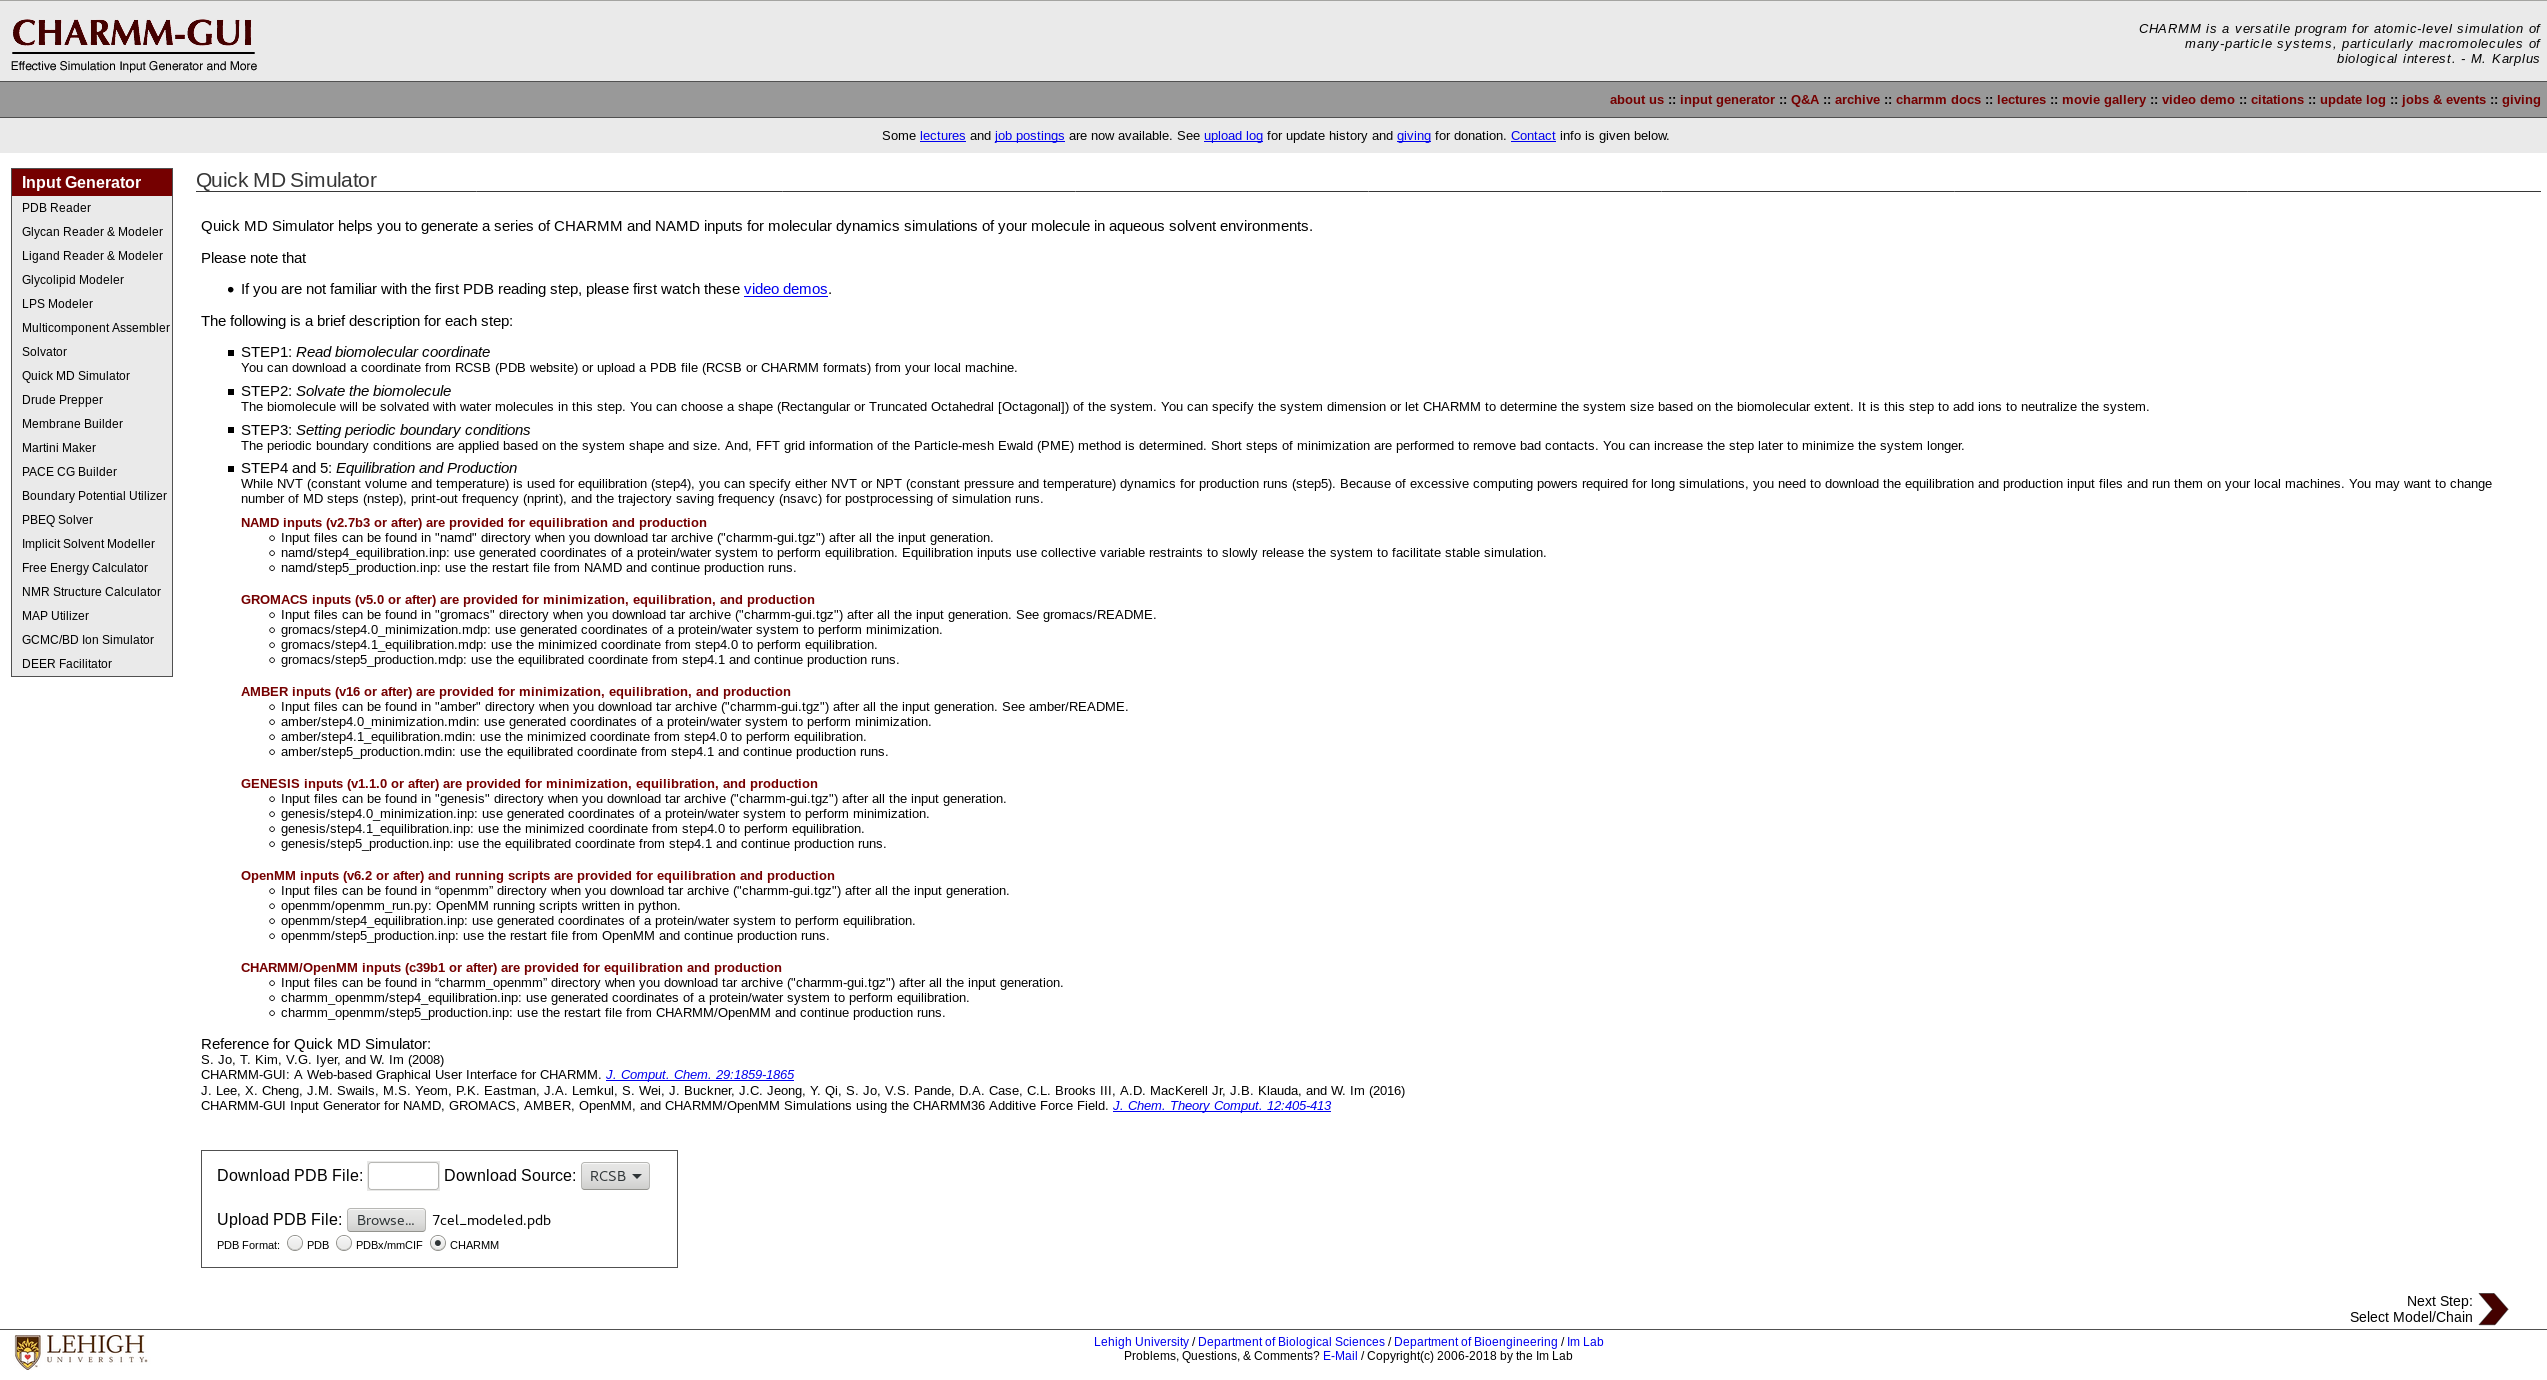 CHARMM-GUI
Effective Simulation Input Generator and More
CHARMM is a versatile program for atomic-level simulation of
many-particle systems, particularly macromolecules of
biological interest. - M. Karplus
about us :: input generator :: Q&A :: archive :: charmm docs :: lectures :: movie gallery :: video demo :: citations :: update log :: jobs & events :: giving
Some lectures and job postings are now available. See upload log for update history and giving for donation. Contact info is given below.
Input Generator
PDB Reader
Glycan Reader & Modeler
Ligand Reader & Modeler
Glycolipid Modeler
LPS Modeler
Multicomponent Assembler
Solvator
Quick MD Simulator
Drude Prepper
Membrane Builder
Martini Maker
PACE CG Builder
Boundary Potential Utilizer
PBEQ Solver
Implicit Solvent Modeller
Free Energy Calculator
NMR Structure Calculator
MAP Utilizer
GCMC/BD Ion Simulator
DEER Facilitator
Quick MD Simulator
Quick MD Simulator helps you to generate a series of CHARMM and NAMD inputs for molecular dynamics simulations of your molecule in aqueous solvent environments.
Please note that
If you are not familiar with the first PDB reading step, please first watch these video demos.
The following is a brief description for each step:
STEP1: Read biomolecular coordinate
You can download a coordinate from RCSB (PDB website) or upload a PDB file (RCSB or CHARMM formats) from your local machine.
STEP2: Solvate the biomolecule
The biomolecule will be solvated with water molecules in this step. You can choose a shape (Rectangular or Truncated Octahedral [Octagonal]) of the system. You can specify the system dimension or let CHARMM to determine the system size based on the biomolecular extent. It is this step to add ions to neutralize the system.
STEP3: Setting periodic boundary conditions
The periodic boundary conditions are applied based on the system shape and size. And, FFT grid information of the Particle-mesh Ewald (PME) method is determined. Short steps of minimization are performed to remove bad contacts. You can increase the step later to minimize the system longer.
STEP4 and 5: Equilibration and Production
While NVT (constant volume and temperature) is used for equilibration (step4), you can specify either NVT or NPT (constant pressure and temperature) dynamics for production runs (step5). Because of excessive computing powers required for long simulations, you need to download the equilibration and production input files and run them on your local machines. You may want to change
number of MD steps (nstep), print-out frequency (nprint), and the trajectory saving frequency (nsavc) for postprocessing of simulation runs.
NAMD inputs (v2.7b3 or after) are provided for equilibration and production
Input files can be found in "namd" directory when you download tar archive ("charmm-gui.tgz") after all the input generation.
namd/step4_equilibration.inp: use generated coordinates of a protein/water system to perform equilibration. Equilibration inputs use collective variable restraints to slowly release the system to facilitate stable simulation.
namd/step5_production.inp: use the restart file from NAMD and continue production runs.
GROMACS inputs (v5.0 or after) are provided for minimization, equilibration, and production
Input files can be found in "gromacs" directory when you download tar archive ("charmm-gui.tgz") after all the input generation. See gromacs/README.
gromacs/step4.0_minimization.mdp: use generated coordinates of a protein/water system to perform minimization.
gromacs/step4.1_equilibration.mdp: use the minimized coordinate from step4.0 to perform equilibration.
gromacs/step5_production.mdp: use the equilibrated coordinate from step4.1 and continue production runs.
AMBER inputs (v16 or after) are provided for minimization, equilibration, and production
Input files can be found in "amber" directory when you download tar archive ("charmm-gui.tgz") after all the input generation. See amber/README.
amber/step4.0_minimization.mdin: use generated coordinates of a protein/water system to perform minimization.
amber/step4.1_equilibration.mdin: use the minimized coordinate from step4.0 to perform equilibration.
amber/step5_production.mdin: use the equilibrated coordinate from step4.1 and continue production runs.
GENESIS inputs (v1.1.0 or after) are provided for minimization, equilibration, and production
Input files can be found in "genesis" directory when you download tar archive ("charmm-gui.tgz") after all the input generation.
genesis/step4.0_minimization.inp: use generated coordinates of a protein/water system to perform minimization.
genesis/step4.1_equilibration.inp: use the minimized coordinate from step4.0 to perform equilibration.
genesis/step5_production.inp: use the equilibrated coordinate from step4.1 and continue production runs.
OpenMM inputs (v6.2 or after) and running scripts are provided for equilibration and production
Input files can be found in “openmm” directory when you download tar archive ("charmm-gui.tgz") after all the input generation.
openmm/openmm_run.py: OpenMM running scripts written in python.
openmm/step4_equilibration.inp: use generated coordinates of a protein/water system to perform equilibration.
openmm/step5_production.inp: use the restart file from OpenMM and continue production runs.
CHARMM/OpenMM inputs (c39b1 or after) are provided for equilibration and production
Input files can be found in “charmm_openmm” directory when you download tar archive ("charmm-gui.tgz") after all the input generation.
charmm_openmm/step4_equilibration.inp: use generated coordinates of a protein/water system to perform equilibration.
charmm_openmm/step5_production.inp: use the restart file from CHARMM/OpenMM and continue production runs.
Reference for Quick MD Simulator:
S. Jo, T. Kim, V.G. Iyer, and W. Im (2008)
CHARMM-GUI: A Web-based Graphical User Interface for CHARMM. J. Comput. Chem. 29:1859-1865
J. Lee, X. Cheng, J.M. Swails, M.S. Yeom, P.K. Eastman, J.A. Lemkul, S. Wei, J. Buckner, J.C. Jeong, Y. Qi, S. Jo, V.S. Pande, D.A. Case, C.L. Brooks III, A.D. MacKerell Jr, J.B. Klauda, and W. Im (2016)
CHARMM-GUI Input Generator for NAMD, GROMACS, AMBER, OpenMM, and CHARMM/OpenMM Simulations using the CHARMM36 Additive Force Field. J. Chem. Theory Comput. 12:405-413
Download PDB File: Download Source: RCSB
Upload PDB File: Browse... 7cel_modeled.pdb
PDB Format: PDB PDBx/mmCIF CHARMM
Next Step:
Select Model/Chain
LEHIGH
UNIVERSITY
Lehigh University / Department of Biological Sciences / Department of Bioengineering / Im Lab
Problems, Questions, & Comments? E-Mail / Copyright(c) 2006-2018 by the Im Lab